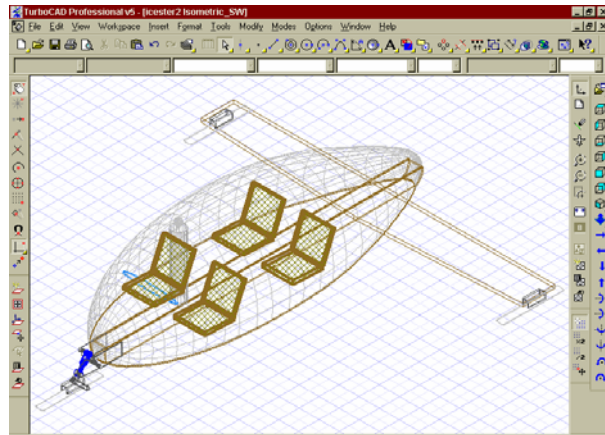 TurboCAD Professional v5 - [icester2 Isometric_SW]
File Edit View Workspace Insert Format Tools Modify Modes Options Window Help